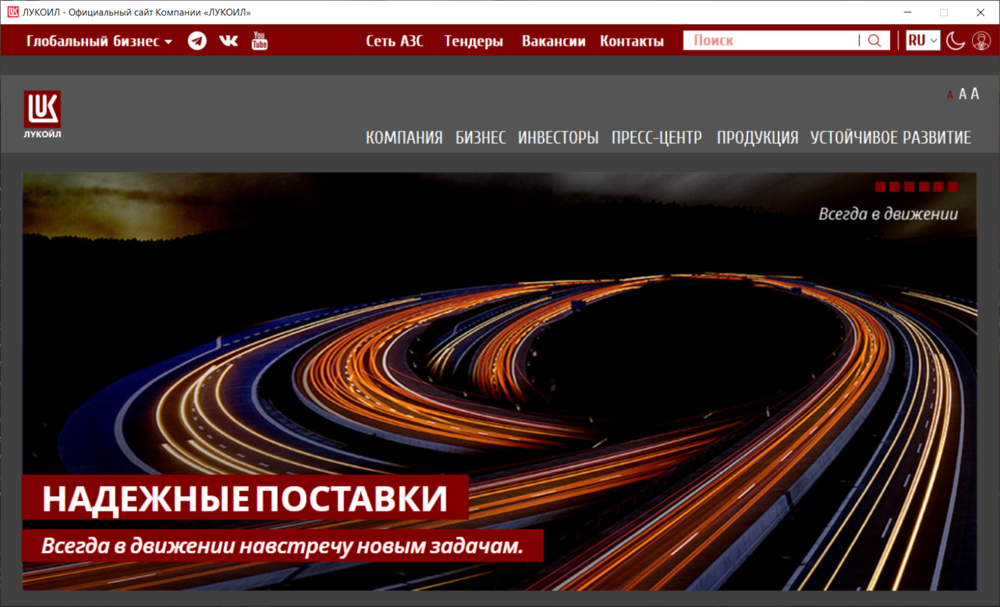 ЛУКОИЛ - Официальный сайт Компании «ЛУКОИЛ»
Глобальный бизнес You Tube Сеть АЗС Тендеры Вакансии Контакты Поиск RU
A A A
ЛУКОЙЛ
КОМПАНИЯ БИЗНЕС ИНВЕСТОРЫ ПРЕСС-ЦЕНТР ПРОДУКЦИЯ УСТОЙЧИВОЕ РАЗВИТИЕ
Всегда в движении
НАДЕЖНЫЕ ПОСТАВКИ
Всегда в движении навстречу новым задачам.